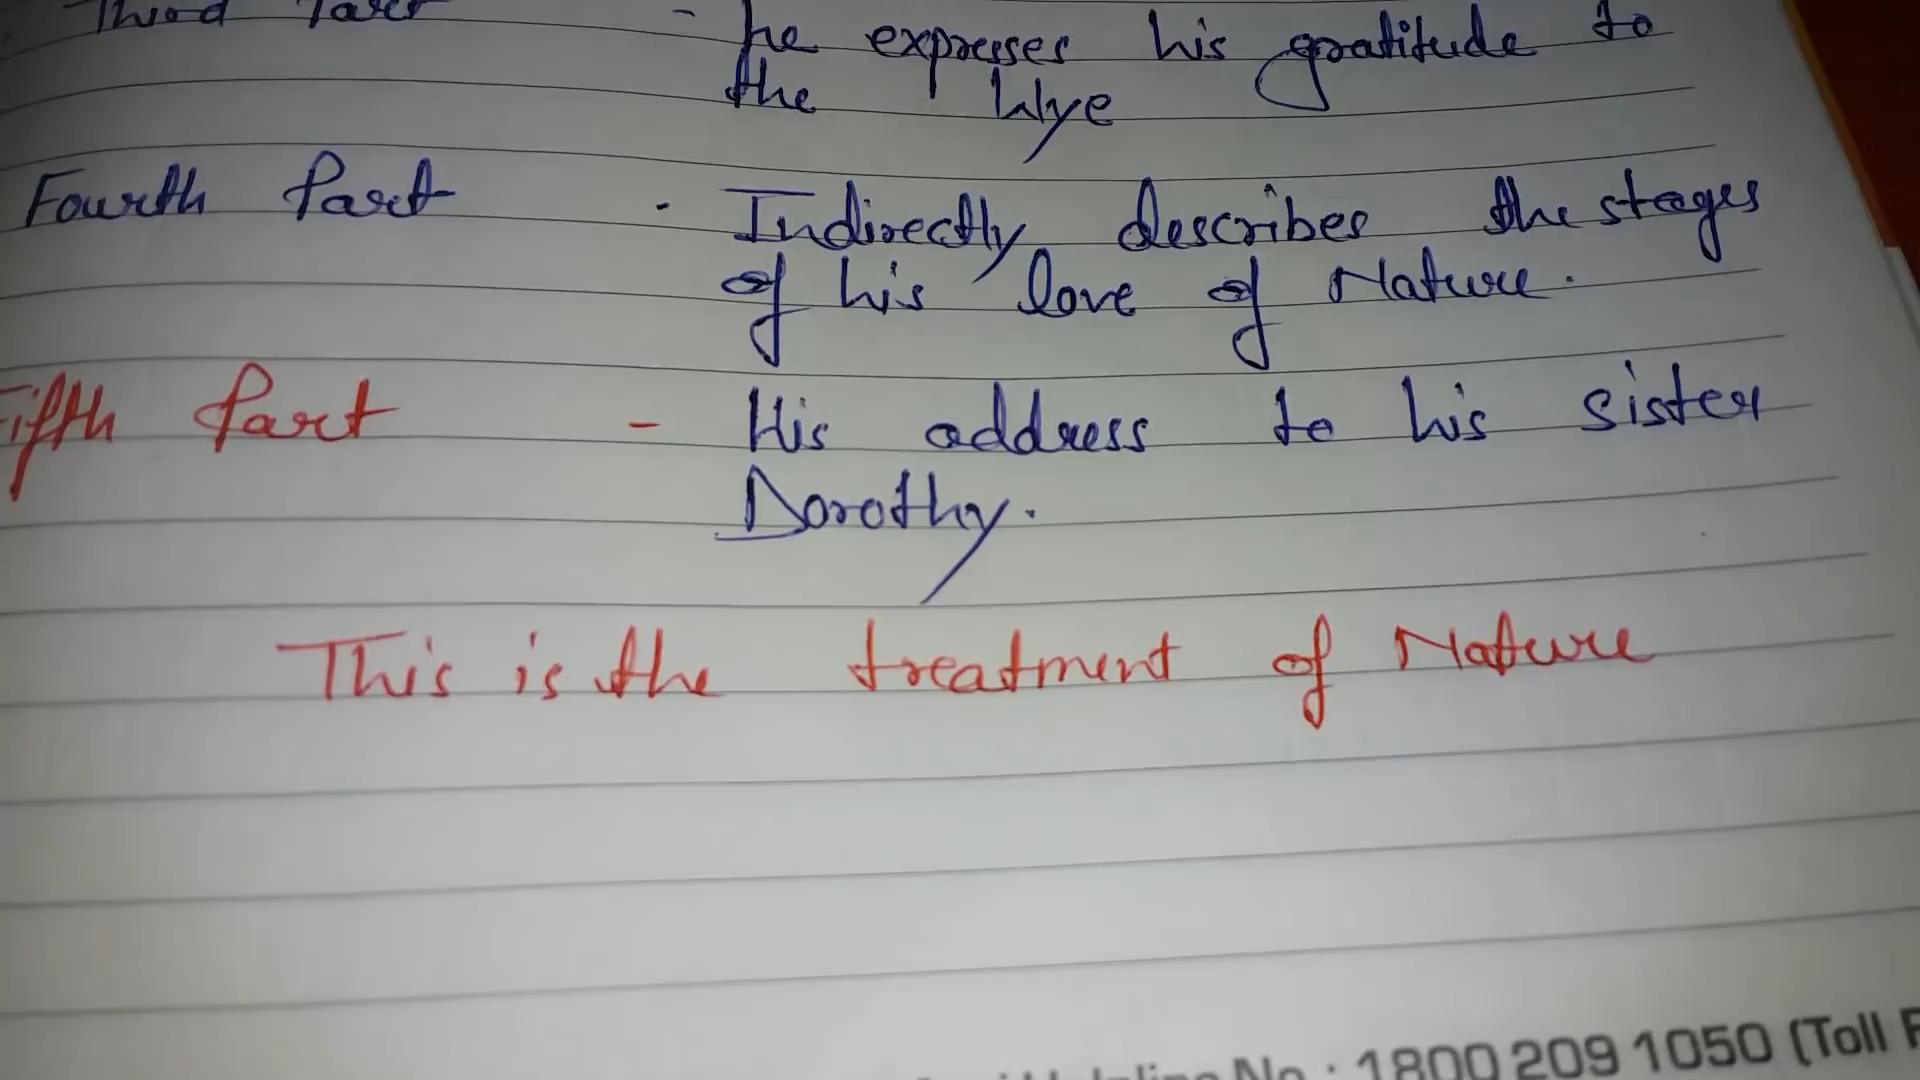 Third Part - he expresses his gratitude to
the Wye
Fourth Part - Indirectly describes the stages
of his love of Nature.
Fifth Part - His address to his sister
Dorothy.
This is the treatment of Nature
No.: 1800 209 1050 (Toll